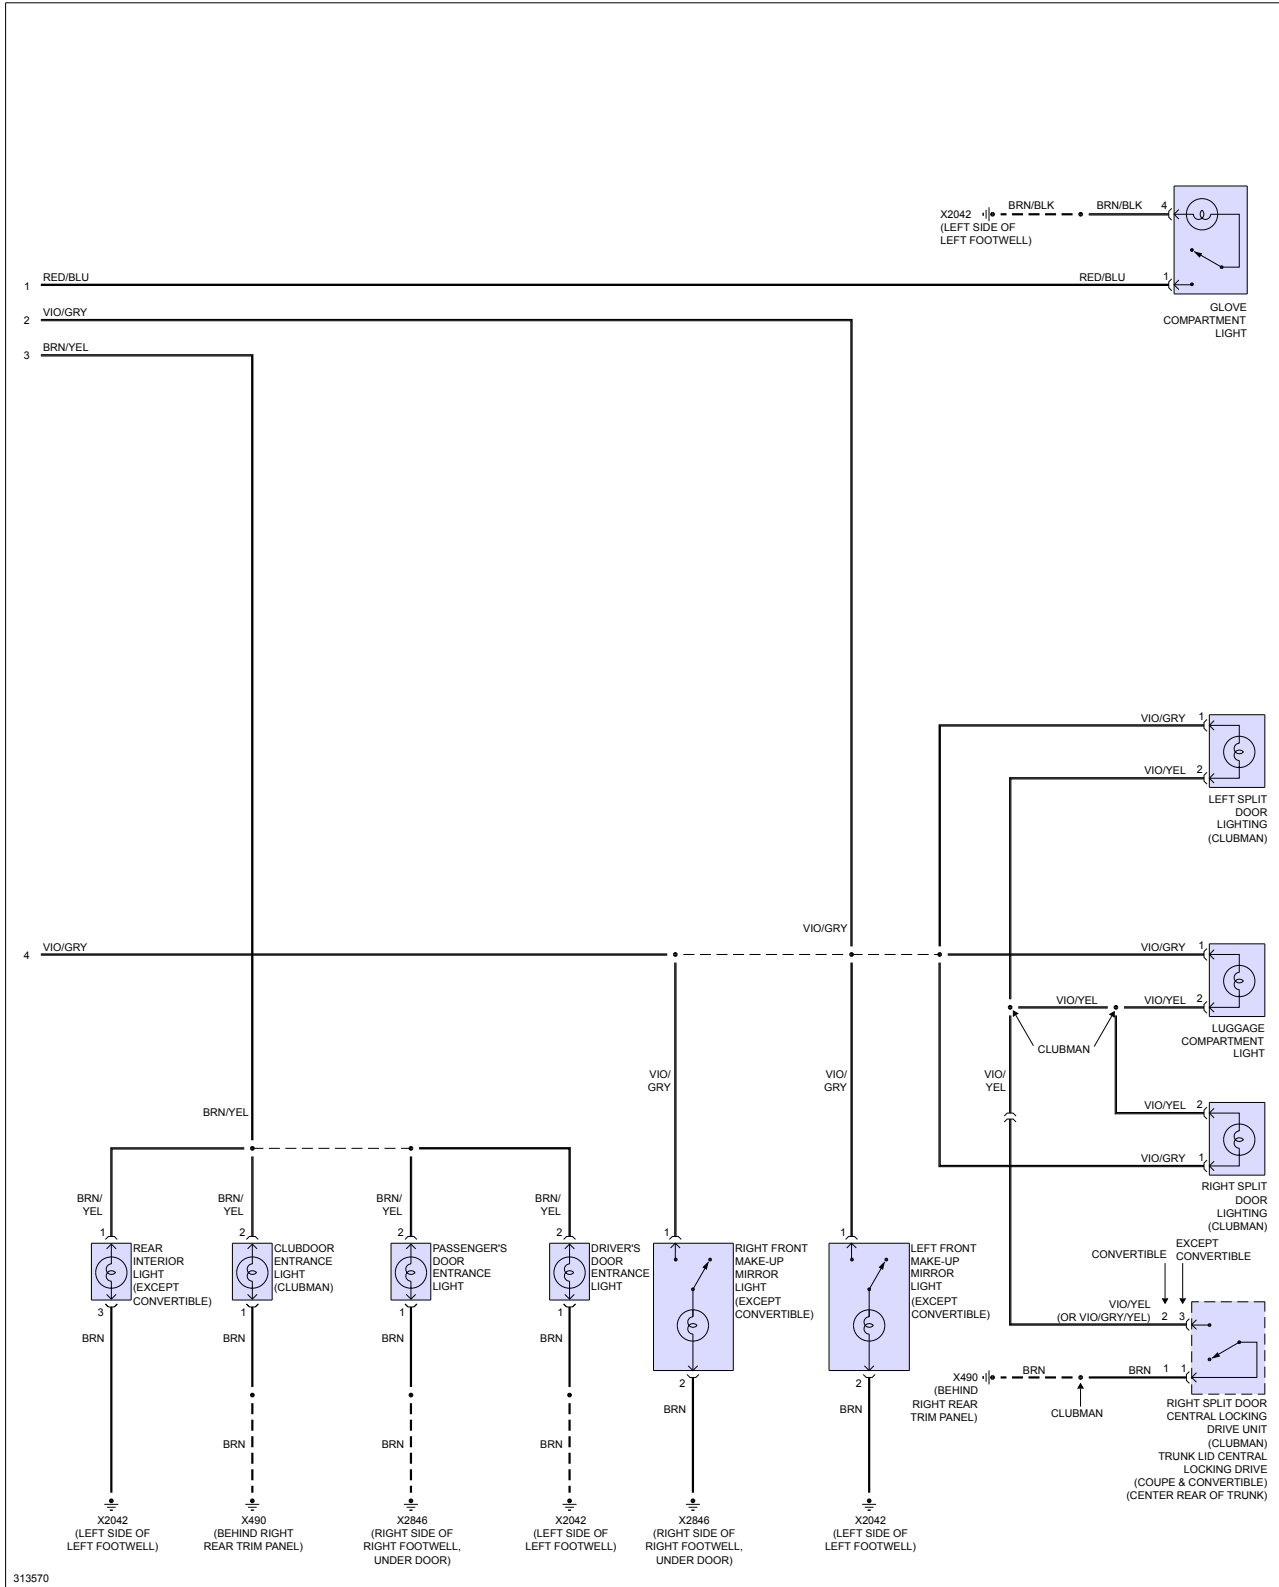 X2042
(LEFT SIDE OF
LEFT FOOTWELL)
BRN/BLK
BRN/BLK
4
1
RED/BLU
RED/BLU
1
GLOVE
COMPARTMENT
LIGHT
2
VIO/GRY
3
BRN/YEL
VIO/GRY
1
VIO/YEL
2
LEFT SPLIT
DOOR
LIGHTING
(CLUBMAN)
VIO/GRY
4
VIO/GRY
VIO/GRY
1
VIO/YEL
VIO/YEL
2
LUGGAGE
COMPARTMENT
LIGHT
CLUBMAN
VIO/
GRY
VIO/
GRY
VIO/
YEL
BRN/YEL
VIO/YEL
2
VIO/GRY
1
RIGHT SPLIT
DOOR
LIGHTING
(CLUBMAN)
BRN/
YEL
BRN/
YEL
BRN/
YEL
BRN/
YEL
1
2
2
2
1
1
REAR
INTERIOR
LIGHT
(EXCEPT
CONVERTIBLE)
CLUBDOOR
ENTRANCE
LIGHT
(CLUBMAN)
PASSENGER'S
DOOR
ENTRANCE
LIGHT
DRIVER'S
DOOR
ENTRANCE
LIGHT
RIGHT FRONT
MAKE-UP
MIRROR
LIGHT
(EXCEPT
CONVERTIBLE)
LEFT FRONT
MAKE-UP
MIRROR
LIGHT
(EXCEPT
CONVERTIBLE)
CONVERTIBLE
EXCEPT
CONVERTIBLE
VIO/YEL
(OR VIO/GRY/YEL)
2
3
3
1
1
1
BRN
BRN
BRN
BRN
2
2
BRN
BRN
X490
(BEHIND
RIGHT REAR
TRIM PANEL)
BRN
BRN
1
1
CLUBMAN
RIGHT SPLIT DOOR
CENTRAL LOCKING
DRIVE UNIT
(CLUBMAN)
TRUNK LID CENTRAL
LOCKING DRIVE
(COUPE & CONVERTIBLE)
(CENTER REAR OF TRUNK)
BRN
BRN
BRN
X2042
(LEFT SIDE OF
LEFT FOOTWELL)
X490
(BEHIND RIGHT
REAR TRIM PANEL)
X2846
(RIGHT SIDE OF
RIGHT FOOTWELL,
UNDER DOOR)
X2042
(LEFT SIDE OF
LEFT FOOTWELL)
X2846
(RIGHT SIDE OF
RIGHT FOOTWELL,
UNDER DOOR)
X2042
(LEFT SIDE OF
LEFT FOOTWELL)
313570